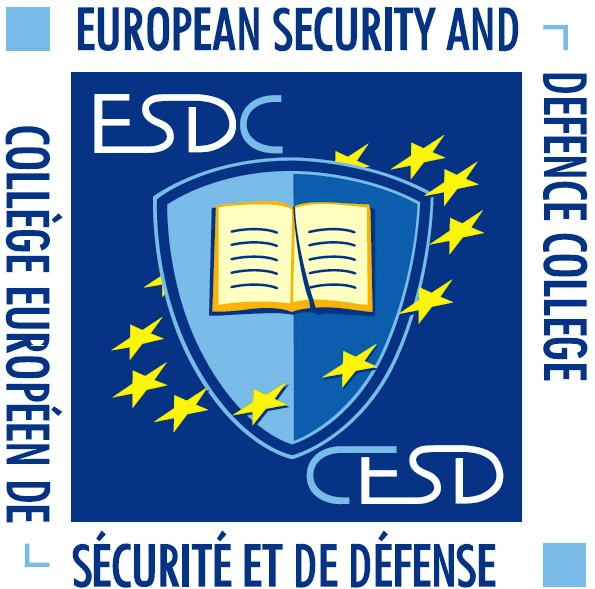 EUROPEAN SECURITY AND
DEFENCE COLLEGE
ESDC
CESD
COLLÈGE EUROPÉEN DE
SÉCURITÉ ET DE DÉFENSE